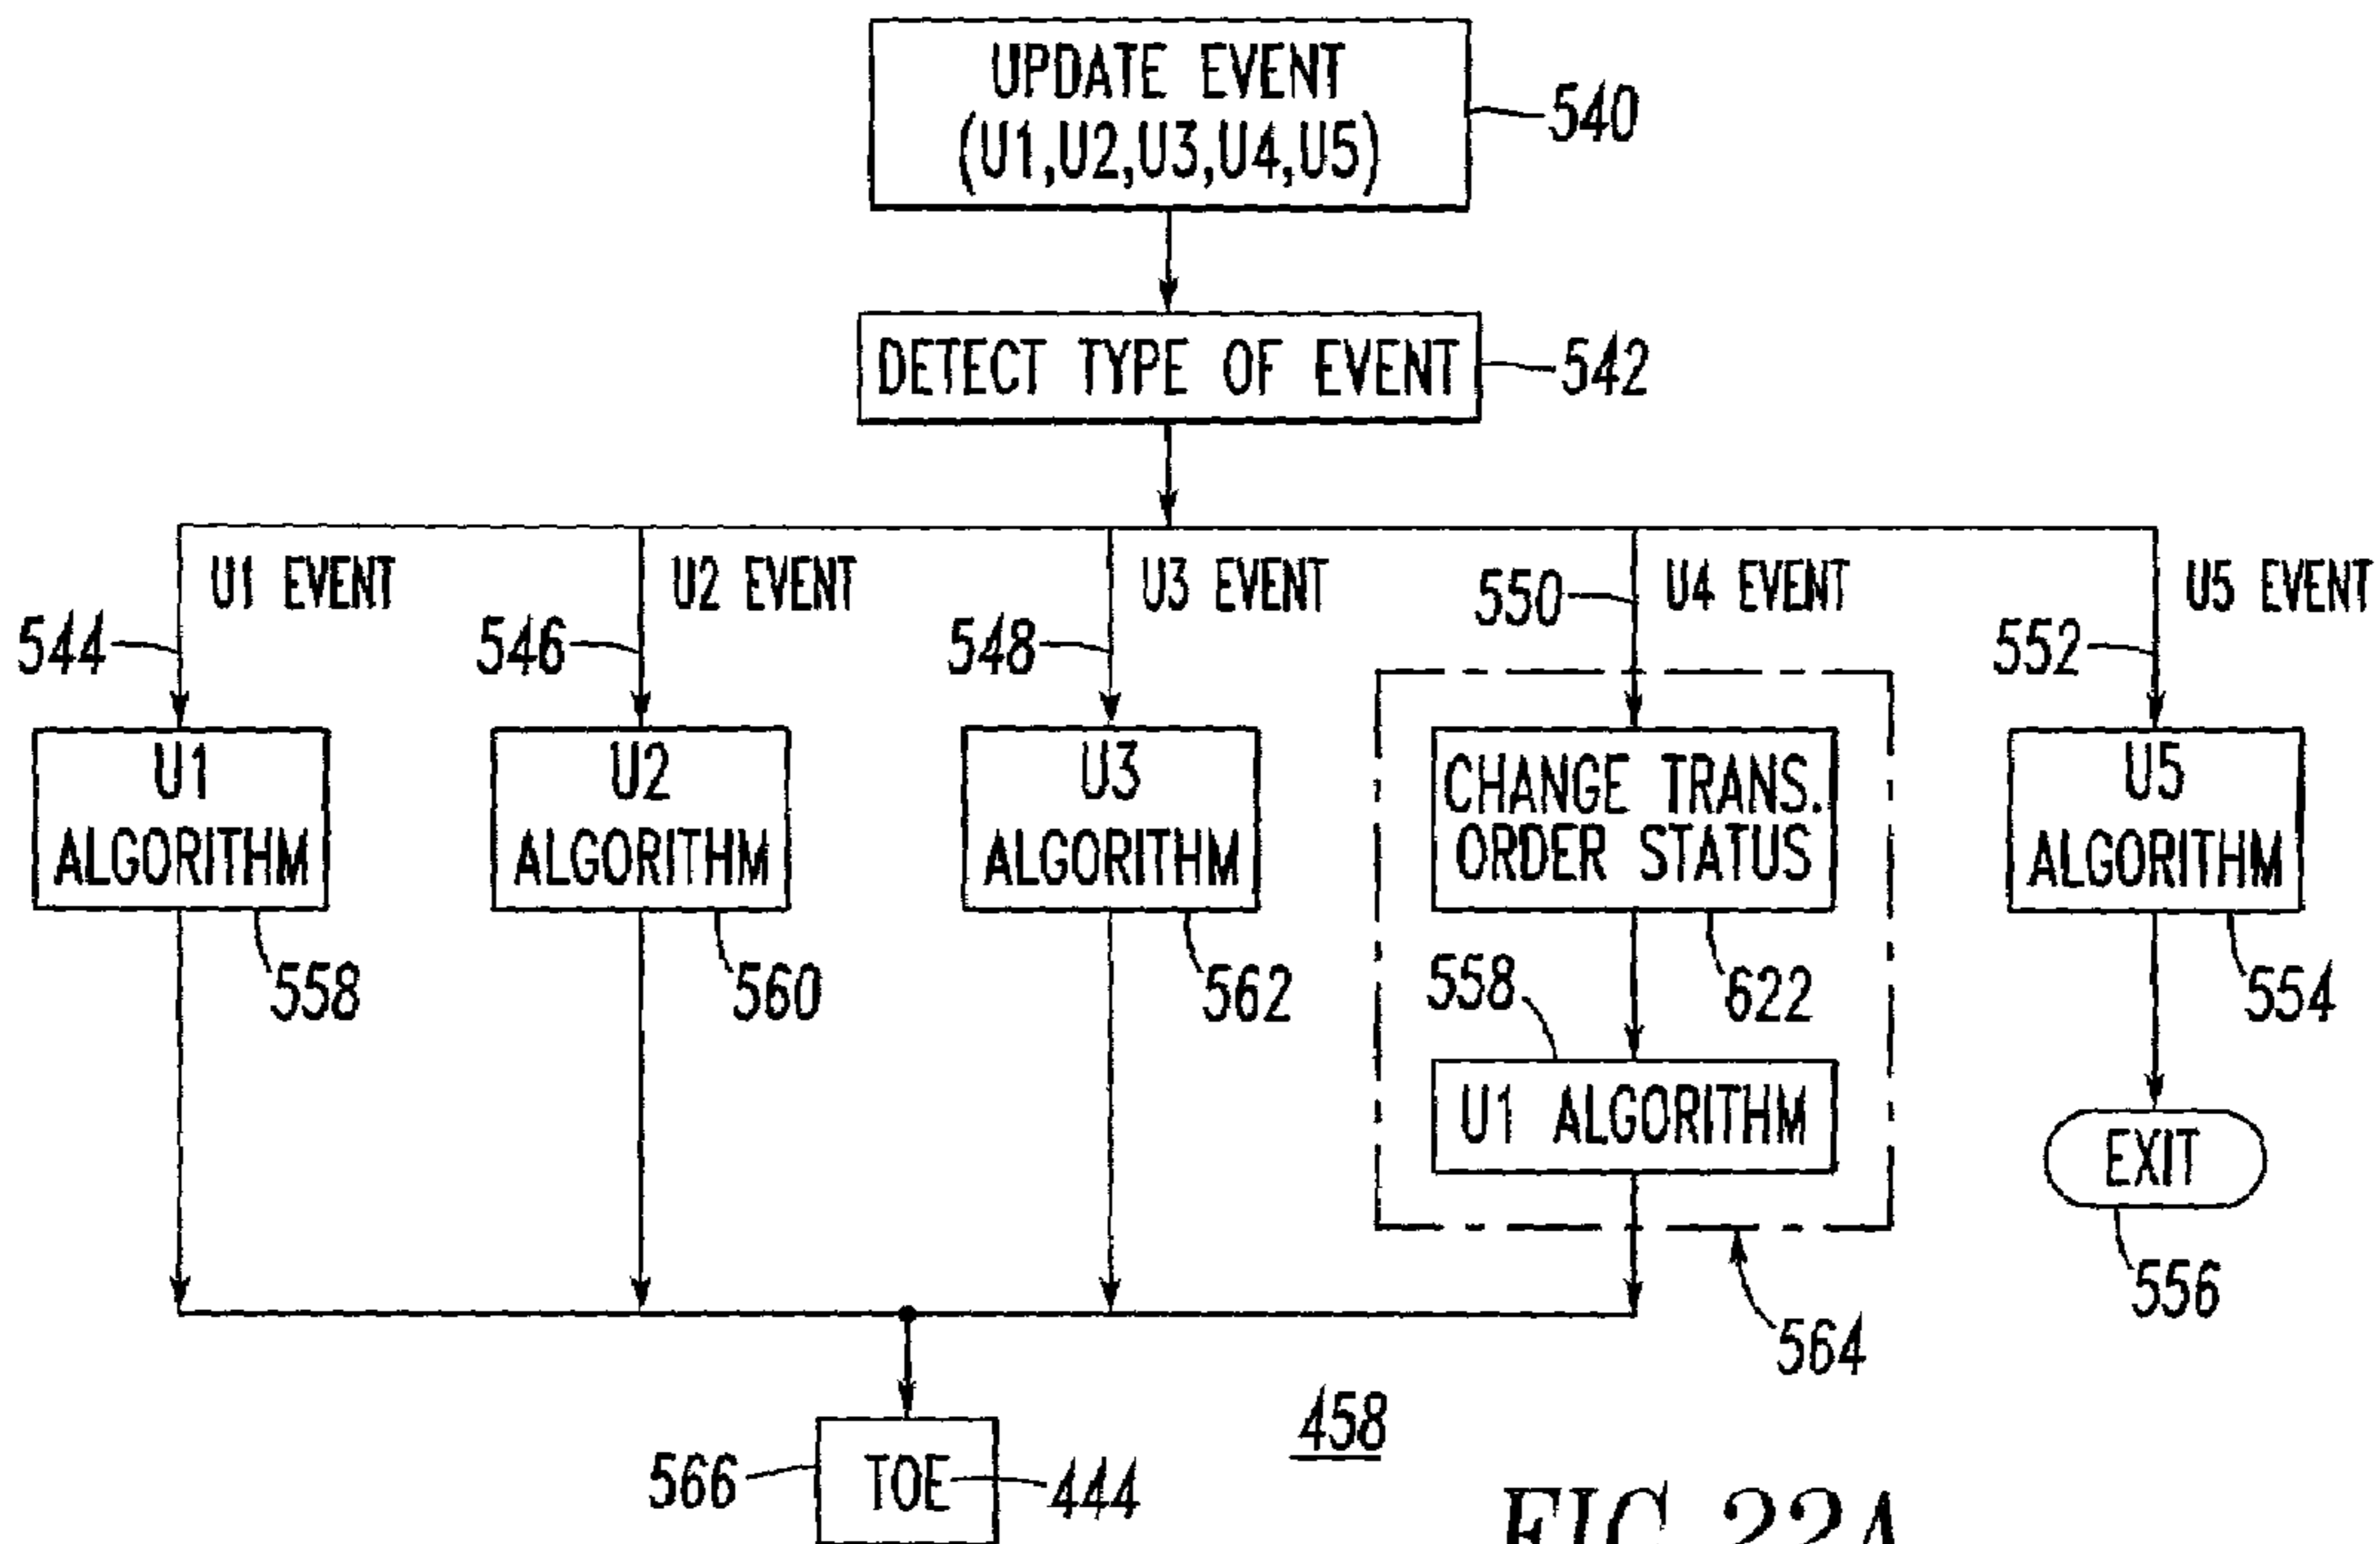 UPDATE EVENT
(U1,U2,U3,U4,U5)
540
DETECT TYPE OF EVENT
542
U1 EVENT
U2 EVENT
U3 EVENT
U4 EVENT
U5 EVENT
544
546
548
550
552
U1
ALGORITHM
558
U2
ALGORITHM
560
U3
ALGORITHM
562
CHANGE TRANS.
ORDER STATUS
622
558
U1 ALGORITHM
564
U5
ALGORITHM
554
EXIT
556
566
TOE
444
458
FIG.22A